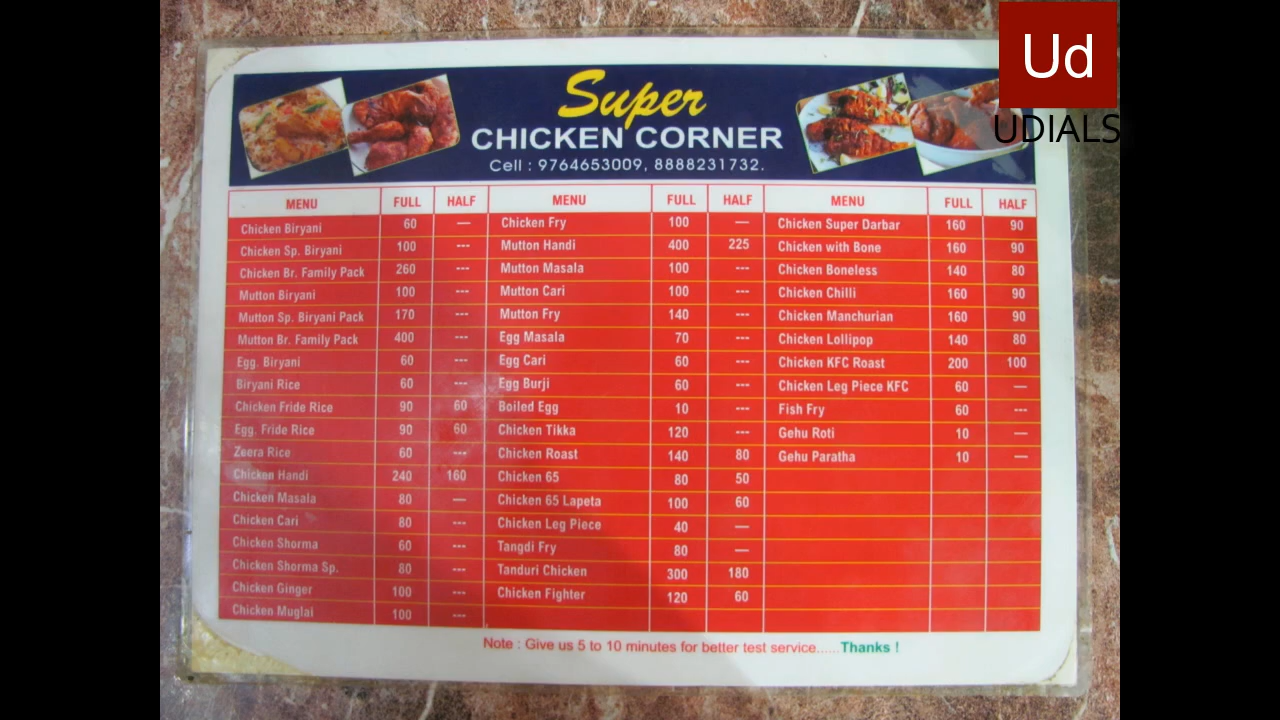 Ud
UDIALS
Super
CHICKEN CORNER
Cell : 9764653009, 8888231732.
MENU FULL HALF MENU FULL HALF MENU FULL HALF
Chicken Biryani 60 — Chicken Fry 100 — Chicken Super Darbar 160 90
Chicken Sp. Biryani 100 --- Mutton Handi 400 225 Chicken with Bone 160 90
Chicken Br. Family Pack 260 --- Mutton Masala 100 --- Chicken Boneless 140 80
Mutton Biryani 100 --- Mutton Cari 100 --- Chicken Chilli 160 90
Mutton Sp. Biryani Pack 170 --- Mutton Fry 140 --- Chicken Manchurian 160 90
Mutton Br. Family Pack 400 --- Egg Masala 70 --- Chicken Lollipop 140 80
Egg. Biryani 60 --- Egg Cari 60 --- Chicken KFC Roast 200 100
Biryani Rice 60 --- Egg Burji 60 --- Chicken Leg Piece KFC 60 —
Chicken Fride Rice 90 60 Boiled Egg 10 --- Fish Fry 60 ---
Egg. Fride Rice 90 60 Chicken Tikka 120 --- Gehu Roti 10 —
Zeera Rice 60 --- Chicken Roast 140 80 Gehu Paratha 10 —
Chicken Handi 240 160 Chicken 65 80 50
Chicken Masala 80 — Chicken 65 Lapeta 100 60
Chicken Cari 80 --- Chicken Leg Piece 40 —
Chicken Shorma 60 --- Tangdi Fry 80 —
Chicken Shorma Sp. 80 --- Tanduri Chicken 300 180
Chicken Ginger 100 --- Chicken Fighter 120 60
Chicken Muglai 100 ---
Note : Give us 5 to 10 minutes for better test service......Thanks !